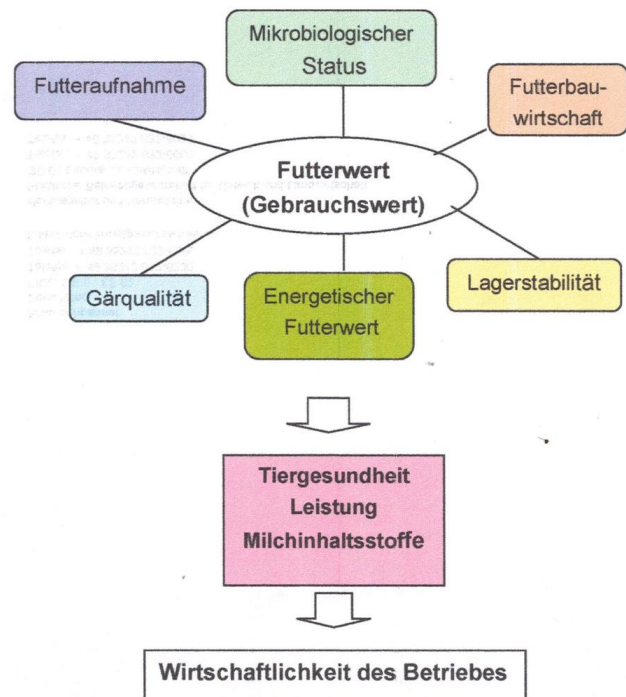 Mikrobiologischer
Status
Futteraufnahme
Futterbau-
wirtschaft
Futterwert
(Gebrauchswert)
Gärqualität
Energetischer
Futterwert
Lagerstabilität
Tiergesundheit
Leistung
Milchinhaltsstoffe
Wirtschaftlichkeit des Betriebes